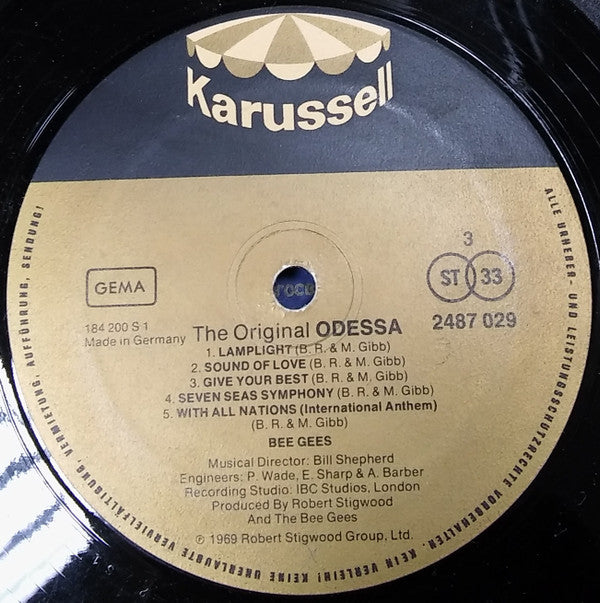 Karussell
3
GEMA
ST 33
184 200 S 1
Made in Germany
2487 029
The Original ODESSA
1. LAMPLIGHT (B. R. & M. Gibb)
2. SOUND OF LOVE (B. R. & M. Gibb)
3. GIVE YOUR BEST (B. R. & M. Gibb)
4. SEVEN SEAS SYMPHONY (B. R. & M. Gibb)
5. WITH ALL NATIONS (International Anthem)
(B. R. & M. Gibb)
BEE GEES
Musical Director: Bill Shepherd
Engineers: P. Wade, E. Sharp & A. Barber
Recording Studio: IBC Studios, London
Produced By Robert Stigwood
And The Bee Gees
℗ 1969 Robert Stigwood Group, Ltd.
ALLE URHEBER- UND LEISTUNGSSCHUTZRECHTE VORBEHALTEN. KEIN VERLEIH! KEINE UNERLAUBTE VERVIELFÄLTIGUNG, VERMIETUNG, AUFFÜHRUNG, SENDUNG!